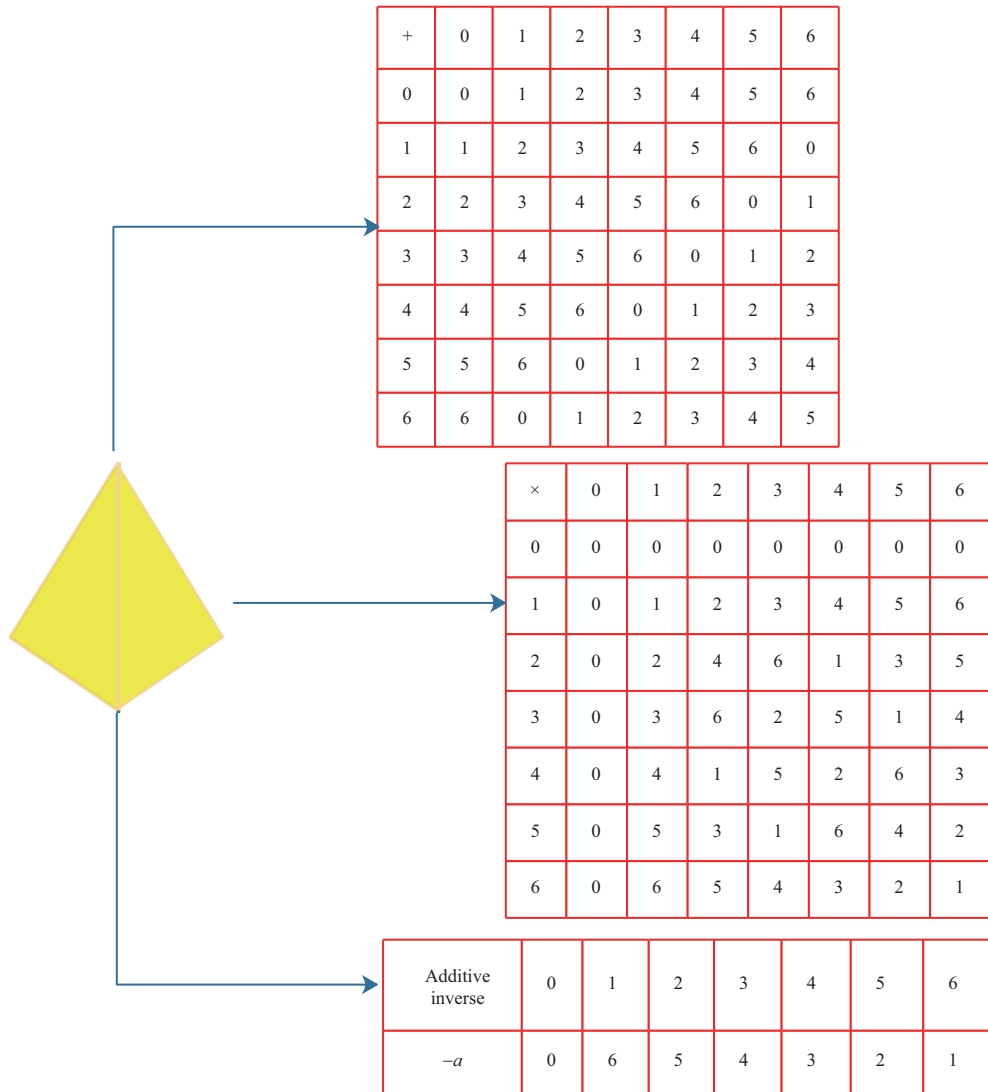 + 0 1 2 3 4 5 6
0 0 1 2 3 4 5 6
1 1 2 3 4 5 6 0
2 2 3 4 5 6 0 1
3 3 4 5 6 0 1 2
4 4 5 6 0 1 2 3
5 5 6 0 1 2 3 4
6 6 0 1 2 3 4 5
× 0 1 2 3 4 5 6
0 0 0 0 0 0 0 0
1 0 1 2 3 4 5 6
2 0 2 4 6 1 3 5
3 0 3 6 2 5 1 4
4 0 4 1 5 2 6 3
5 0 5 3 1 6 4 2
6 0 6 5 4 3 2 1
Additive
inverse 0 1 2 3 4 5 6
−a 0 6 5 4 3 2 1